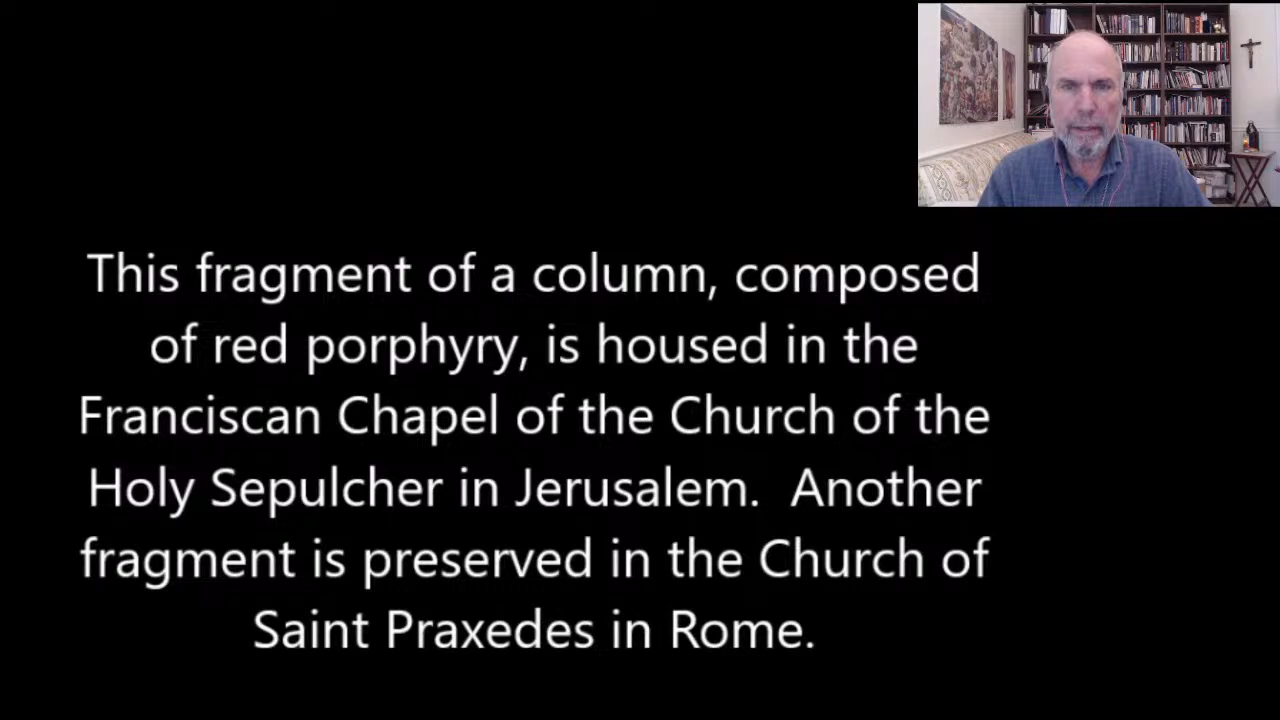 This fragment of a column, composed
of red porphyry, is housed in the
Franciscan Chapel of the Church of the
Holy Sepulcher in Jerusalem.  Another
fragment is preserved in the Church of
Saint Praxedes in Rome.